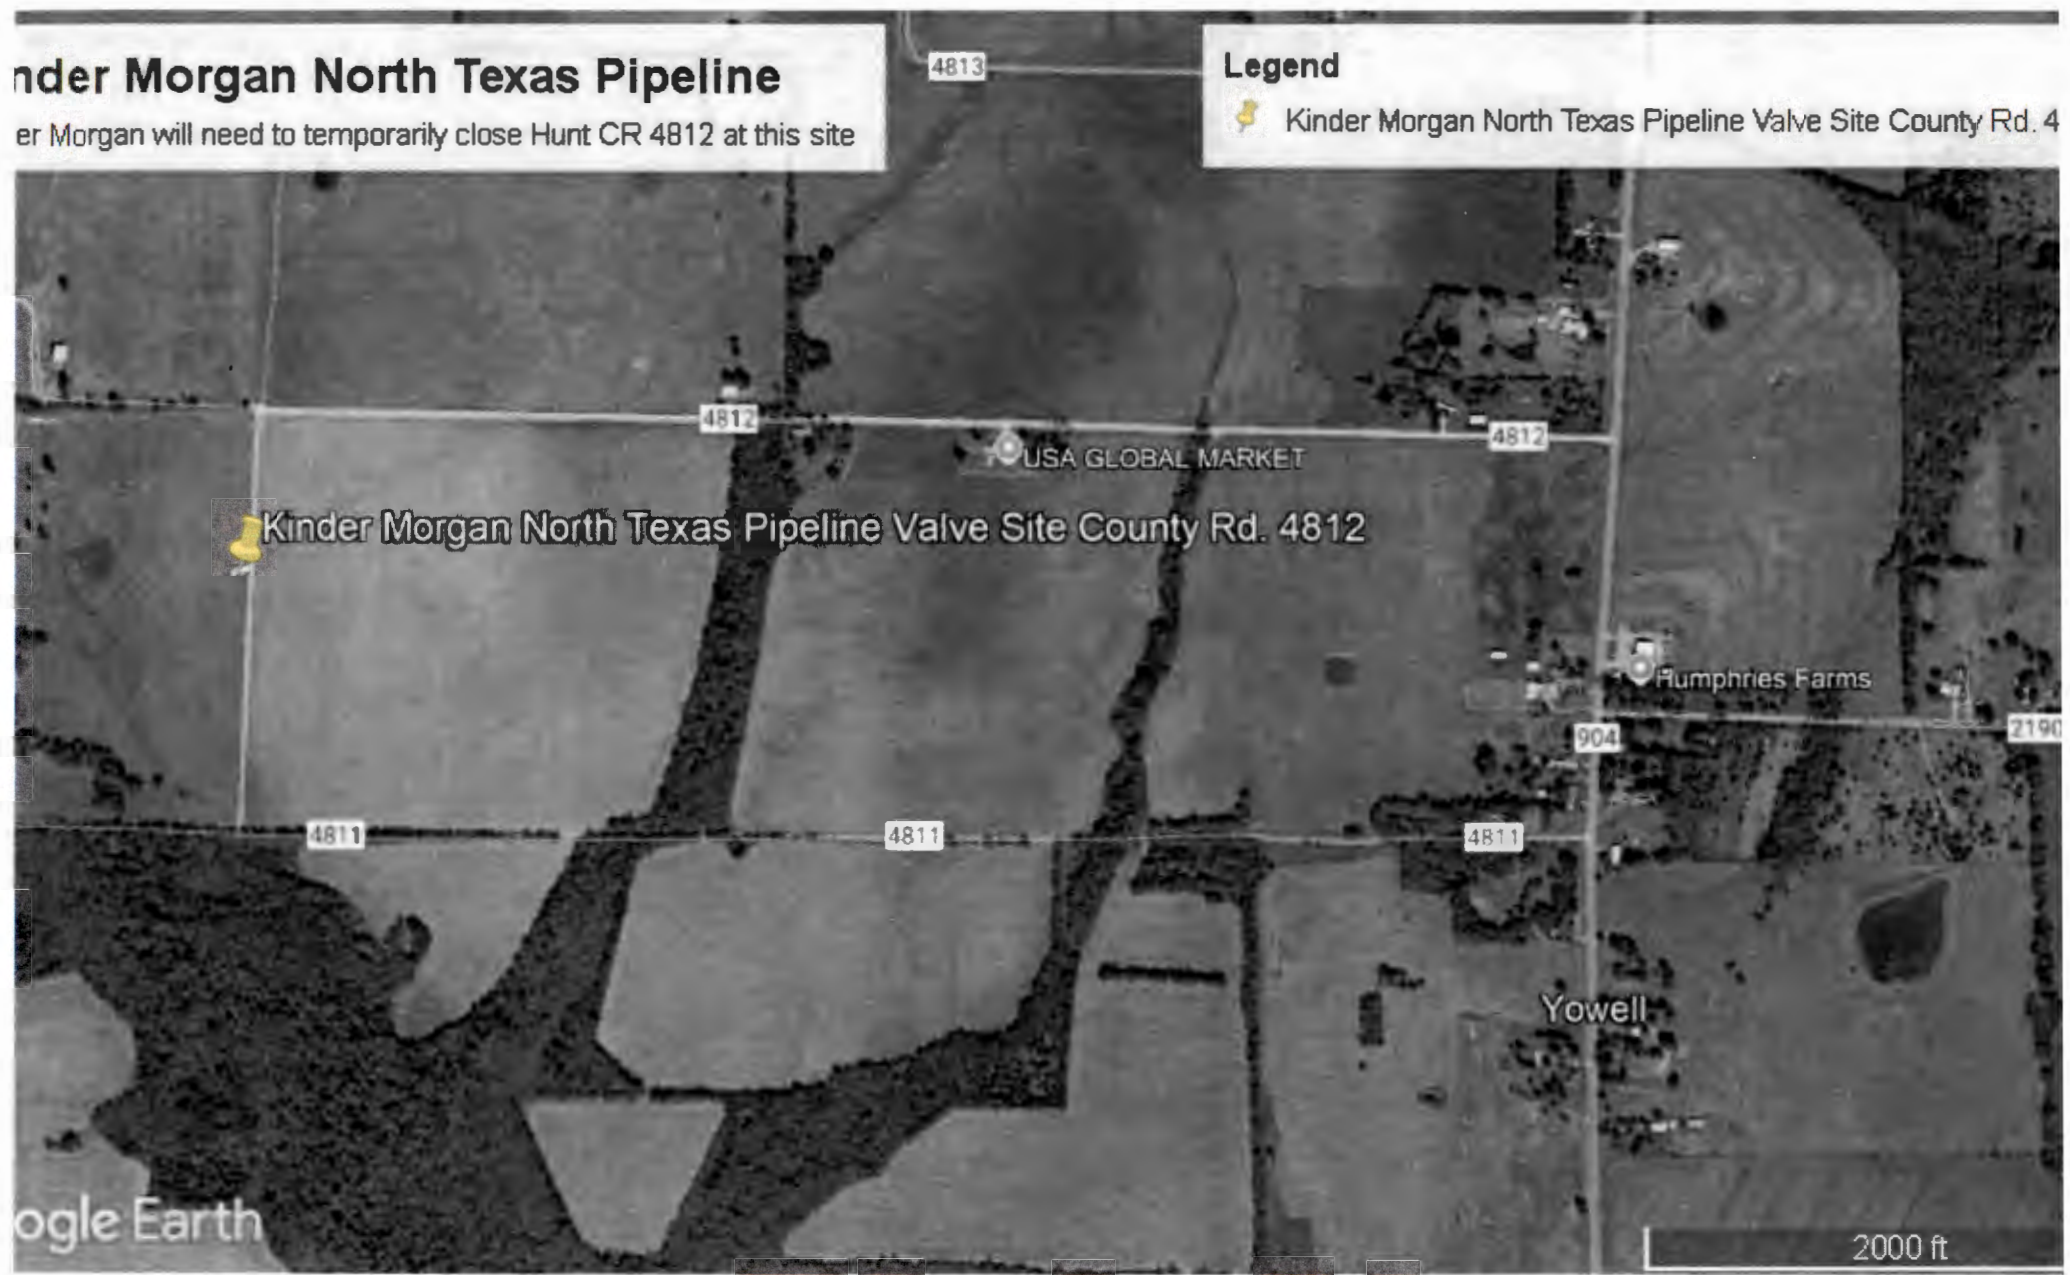 nder Morgan North Texas Pipeline
er Morgan will need to temporarily close Hunt CR 4812 at this site
4813
Legend
Kinder Morgan North Texas Pipeline Valve Site County Rd. 4
4812
4812
USA GLOBAL MARKET
Kinder Morgan North Texas Pipeline Valve Site County Rd. 4812
Humphries Farms
904
2190
4811
4811
4811
Yowell
ogle Earth
2000 ft